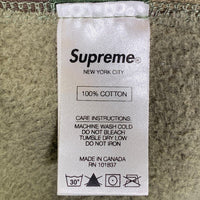 Supreme®
NEW YORK CITY
100% COTTON
CARE INSTRUCTIONS:
MACHINE WASH COLD
DO NOT BLEACH
TUMBLE DRY LOW
DO NOT IRON
MADE IN CANADA
RN 101837
30°